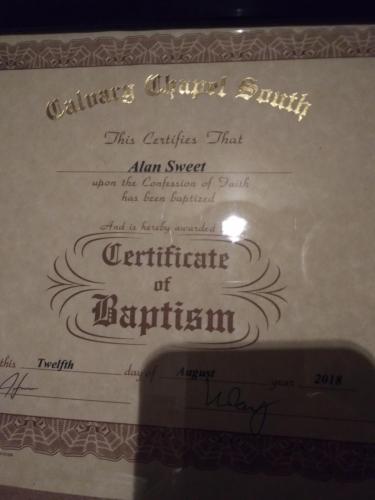 Calvary Chapel South
This Certifies That
Alan Sweet
upon the Confession of Faith
has been baptized
And is hereby awarded
Certificate
of
Baptism
this Twelfth day of August year 2018